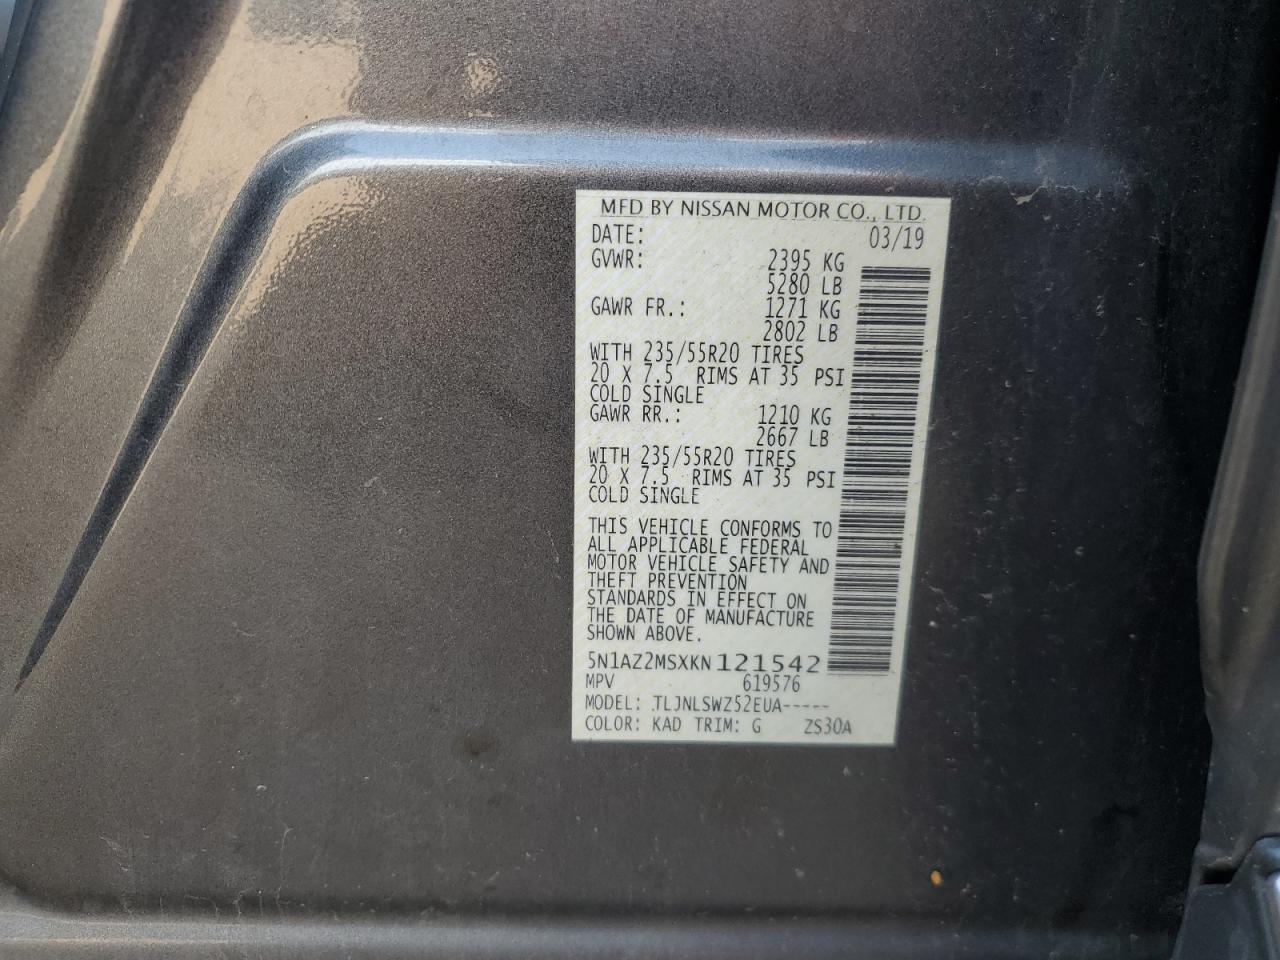 MFD BY NISSAN MOTOR CO., LTD.
DATE: 03/19
GVWR: 2395 KG
5280 LB
GAWR FR.: 1271 KG
2802 LB
WITH 235/55R20 TIRES
20 X 7.5 RIMS AT 35 PSI
COLD SINGLE
GAWR RR.: 1210 KG
2667 LB
WITH 235/55R20 TIRES
20 X 7.5 RIMS AT 35 PSI
COLD SINGLE
THIS VEHICLE CONFORMS TO
ALL APPLICABLE FEDERAL
MOTOR VEHICLE SAFETY AND
THEFT PREVENTION
STANDARDS IN EFFECT ON
THE DATE OF MANUFACTURE
SHOWN ABOVE.
5N1AZ2MSXKN121542
MPV 619576
MODEL: TLJNLSWZ52EUA-----
COLOR: KAD TRIM: G ZS30A